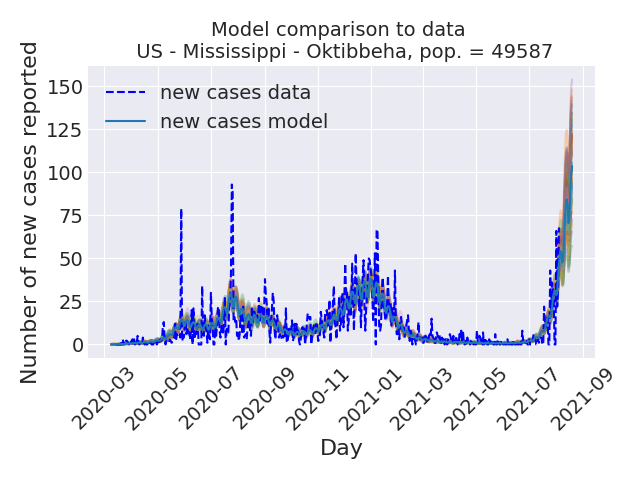 Model comparison to data
US - Mississippi - Oktibbeha, pop. = 49587
Number of new cases reported
150
125
100
75
50
25
0
new cases data
new cases model
2020-03
2020-05
2020-07
2020-09
2020-11
2021-01
2021-03
2021-05
2021-07
2021-09
Day